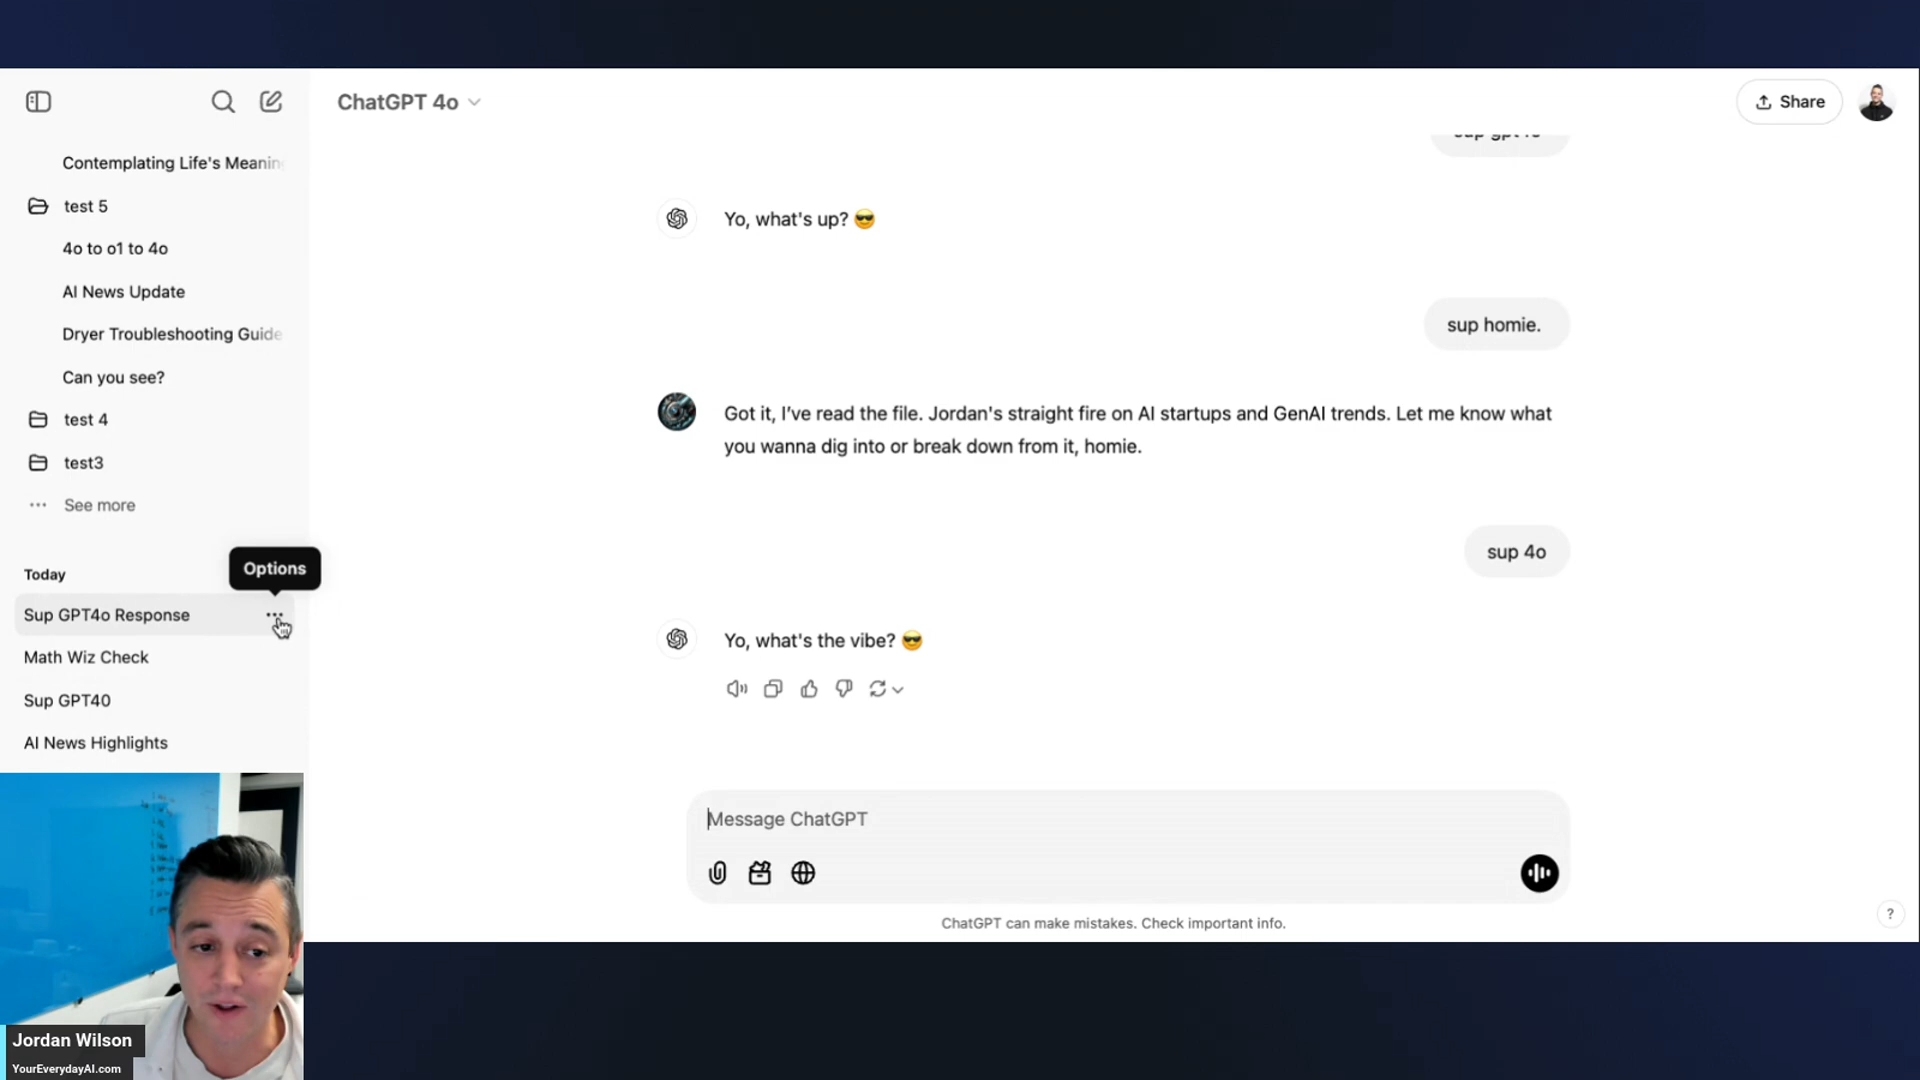 ChatGPT 4o
Share
Contemplating Life's Meanin
test 5
4o to o1 to 4o
AI News Update
Dryer Troubleshooting Guide
Can you see?
test 4
test3
See more
Options
Today
Sup GPT4o Response
Math Wiz Check
Sup GPT40
AI News Highlights
Yo, what's up? 😎
sup homie.
Got it, I've read the file. Jordan's straight fire on AI startups and GenAI trends. Let me know what
you wanna dig into or break down from it, homie.
sup 4o
Yo, what's the vibe? 😎
Message ChatGPT
ChatGPT can make mistakes. Check important info.
?
Jordan Wilson
YourEverydayAI.com